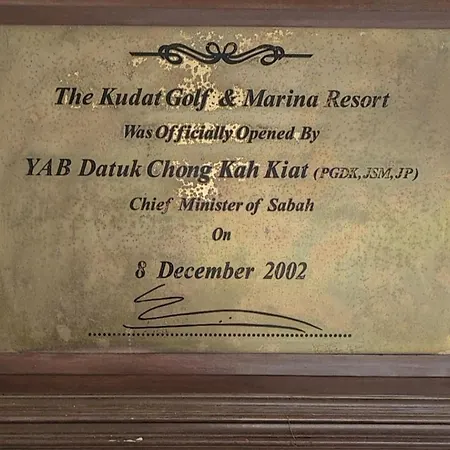 The Kudat Golf & Marina Resort
Was Officially Opened By
YAB Datuk Chong Kah Kiat (PGDK, JSM, JP)
Chief Minister of Sabah
On
8 December 2002